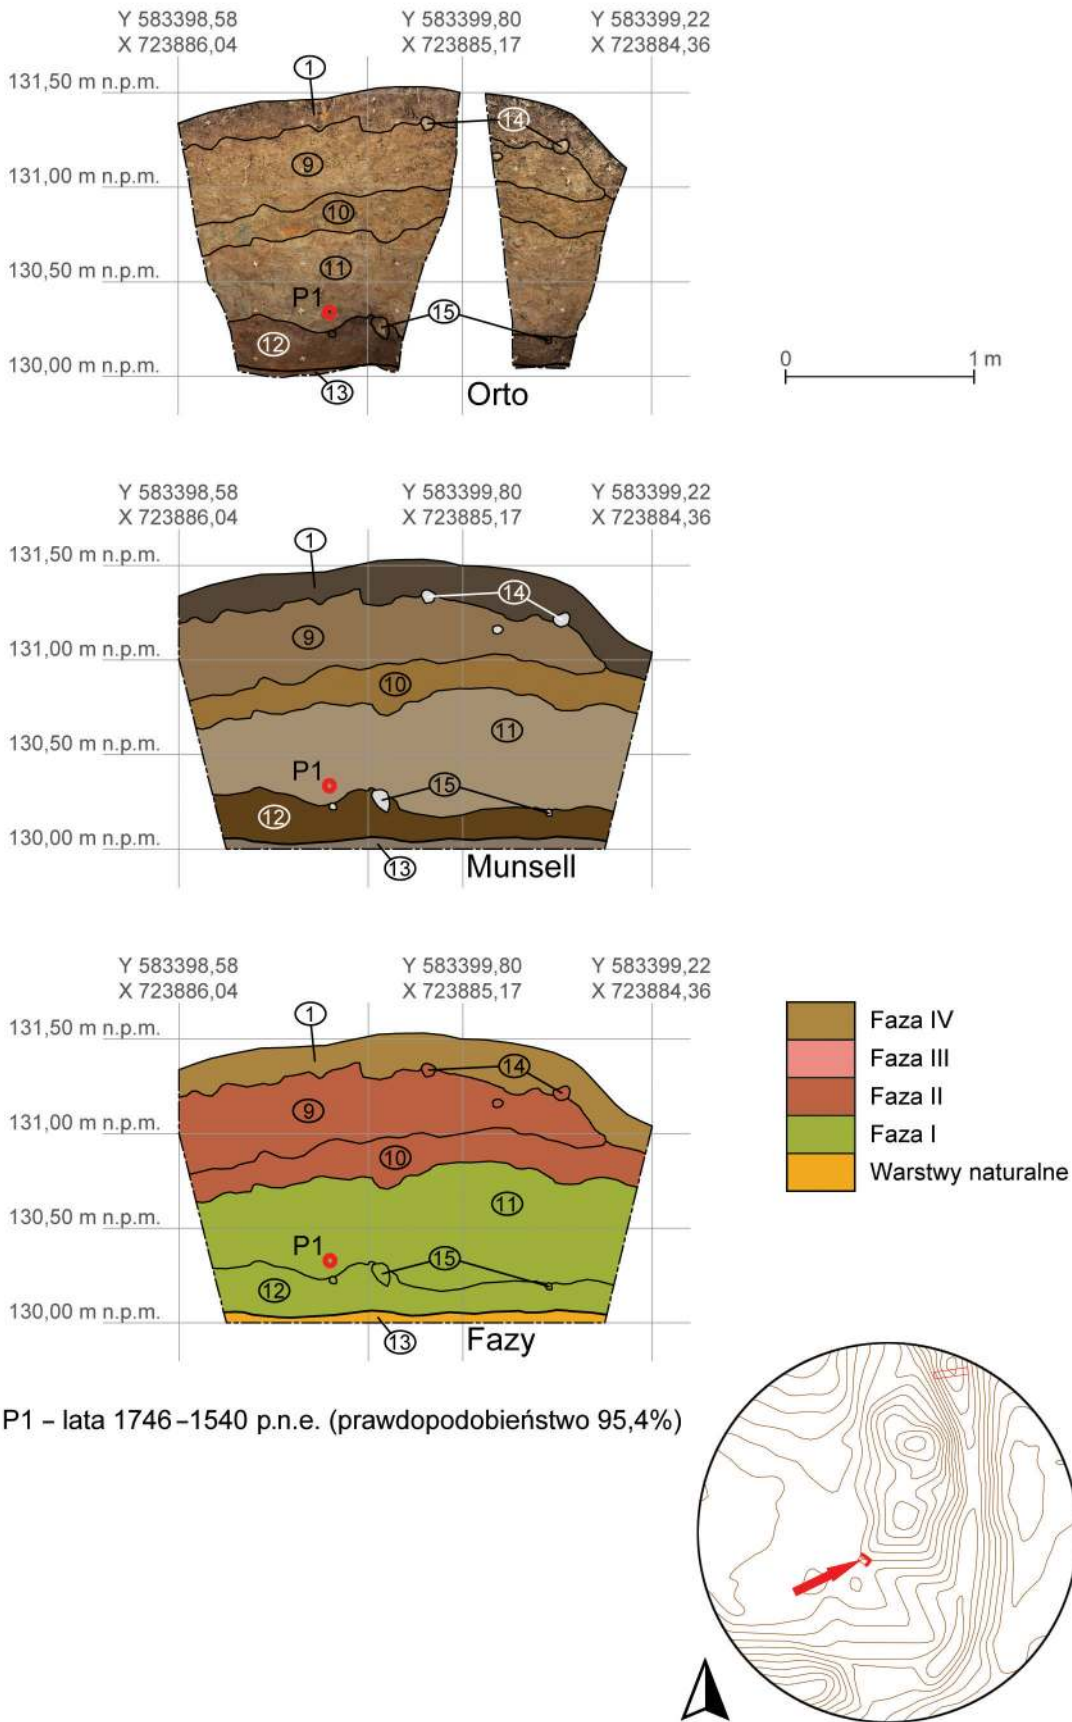 Y 583398,58 Y 583399,80 Y 583399,22
X 723886,04 X 723885,17 X 723884,36
1
131,50 m n.p.m.
14
9
131,00 m n.p.m.
10
11
130,50 m n.p.m.
P1
15
12
130,00 m n.p.m.
13
Orto
0 1 m
Y 583398,58 Y 583399,80 Y 583399,22
X 723886,04 X 723885,17 X 723884,36
1
131,50 m n.p.m.
14
9
131,00 m n.p.m.
10
11
130,50 m n.p.m.
P1
15
12
130,00 m n.p.m.
13
Munsell
Y 583398,58 Y 583399,80 Y 583399,22
X 723886,04 X 723885,17 X 723884,36
1
131,50 m n.p.m.
14
9
131,00 m n.p.m.
10
11
130,50 m n.p.m.
P1
15
12
130,00 m n.p.m.
13
Fazy
Faza IV
Faza III
Faza II
Faza I
Warstwy naturalne
P1 – lata 1746–1540 p.n.e. (prawdopodobieństwo 95,4%)